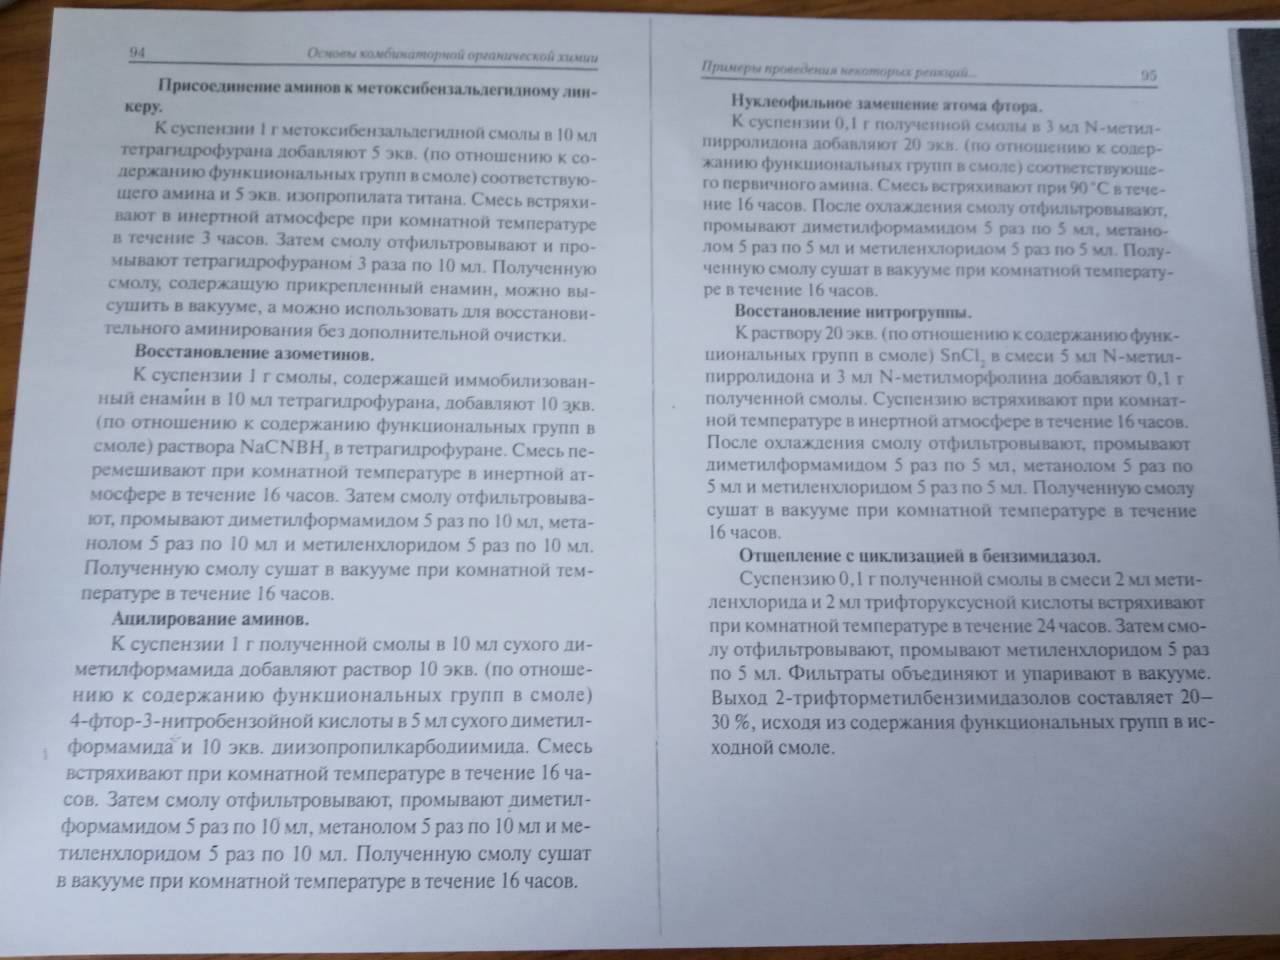 94
Основы комбинаторной органической химии
Присоединение аминов к метоксибензальдегидному лин-
керу.
К суспензии 1 г метоксибензальдегидной смолы в 10 мл
тетрагидрофурана добавляют 5 экв. (по отношению к со-
держанию функциональных групп в смоле) соответствую-
щего амина и 5 экв. изопропилата титана. Смесь встряхи-
вают в инертной атмосфере при комнатной температуре
в течение 3 часов. Затем смолу отфильтровывают и про-
мывают тетрагидрофураном 3 раза по 10 мл. Полученную
смолу, содержащую прикрепленный енамин, можно вы-
сушить в вакууме, а можно использовать для восстанови-
тельного аминирования без дополнительной очистки.
Восстановление азометинов.
К суспензии 1 г смолы, содержащей иммобилизован-
ный енамин в 10 мл тетрагидрофурана, добавляют 10 экв.
(по отношению к содержанию функциональных групп в
смоле) раствора NaCNBH₃ в тетрагидрофуране. Смесь пе-
ремешивают при комнатной температуре в инертной ат-
мосфере в течение 16 часов. Затем смолу отфильтровыва-
ют, промывают диметилформамидом 5 раз по 10 мл, мета-
нолом 5 раз по 10 мл и метиленхлоридом 5 раз по 10 мл.
Полученную смолу сушат в вакууме при комнатной тем-
пературе в течение 16 часов.
Ацилирование аминов.
К суспензии 1 г полученной смолы в 10 мл сухого ди-
метилформамида добавляют раствор 10 экв. (по отноше-
нию к содержанию функциональных групп в смоле)
4-фтор-3-нитробензойной кислоты в 5 мл сухого диметил-
формамида и 10 экв. диизопропилкарбодиимида. Смесь
встряхивают при комнатной температуре в течение 16 ча-
сов. Затем смолу отфильтровывают, промывают диметил-
формамидом 5 раз по 10 мл, метанолом 5 раз по 10 мл и ме-
тиленхлоридом 5 раз по 10 мл. Полученную смолу сушат
в вакууме при комнатной температуре в течение 16 часов.
Примеры проведения некоторых реакций...
95
Нуклеофильное замещение атома фтора.
К суспензии 0,1 г полученной смолы в 3 мл N-метил-
пирролидона добавляют 20 экв. (по отношению к содер-
жанию функциональных групп в смоле) соответствующе-
го первичного амина. Смесь встряхивают при 90 °С в тече-
ние 16 часов. После охлаждения смолу отфильтровывают,
промывают диметилформамидом 5 раз по 5 мл, метано-
лом 5 раз по 5 мл и метиленхлоридом 5 раз по 5 мл. Полу-
ченную смолу сушат в вакууме при комнатной температу-
ре в течение 16 часов.
Восстановление нитрогруппы.
К раствору 20 экв. (по отношению к содержанию функ-
циональных групп в смоле) SnCl₂ в смеси 5 мл N-метил-
пирролидона и 3 мл N-метилморфолина добавляют 0,1 г
полученной смолы. Суспензию встряхивают при комнат-
ной температуре в инертной атмосфере в течение 16 часов.
После охлаждения смолу отфильтровывают, промывают
диметилформамидом 5 раз по 5 мл, метанолом 5 раз по
5 мл и метиленхлоридом 5 раз по 5 мл. Полученную смолу
сушат в вакууме при комнатной температуре в течение
16 часов.
Отщепление с циклизацией в бензимидазол.
Суспензию 0,1 г полученной смолы в смеси 2 мл мети-
ленхлорида и 2 мл трифторуксусной кислоты встряхивают
при комнатной температуре в течение 24 часов. Затем смо-
лу отфильтровывают, промывают метиленхлоридом 5 раз
по 5 мл. Фильтраты объединяют и упаривают в вакууме.
Выход 2-трифторметилбензимидазолов составляет 20–
30 %, исходя из содержания функциональных групп в ис-
ходной смоле.